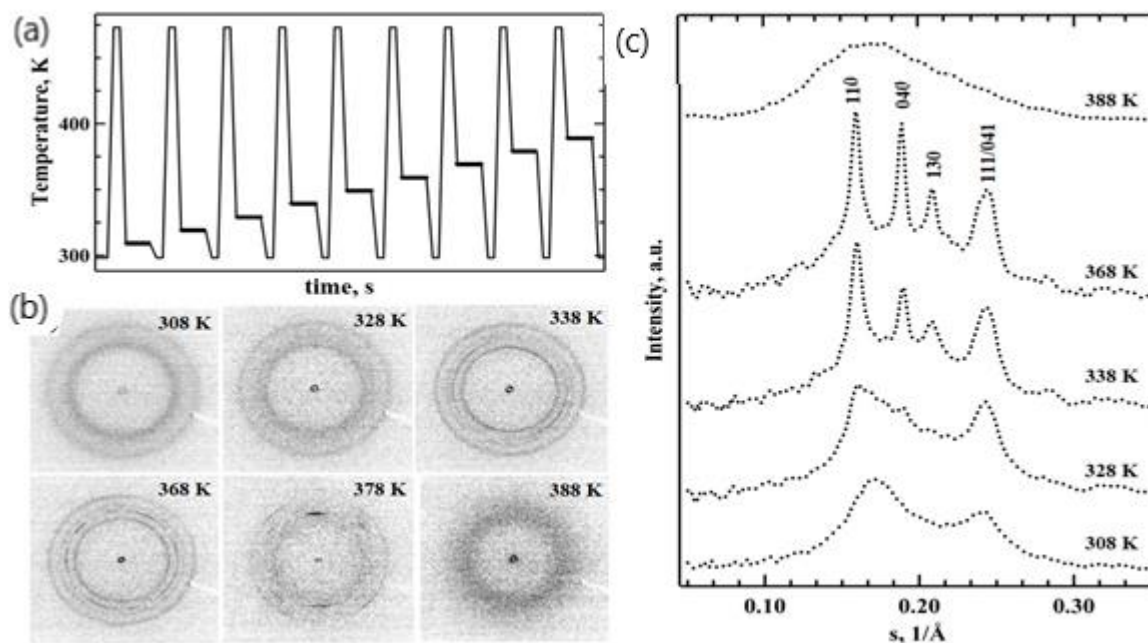 (a)
Temperature, K
400
300
time, s
(b)
308 K
328 K
338 K
368 K
378 K
388 K
(c)
Intensity, a.u.
388 K
110
040
130
111/041
368 K
338 K
328 K
308 K
0.10
0.20
0.30
s, 1/Å